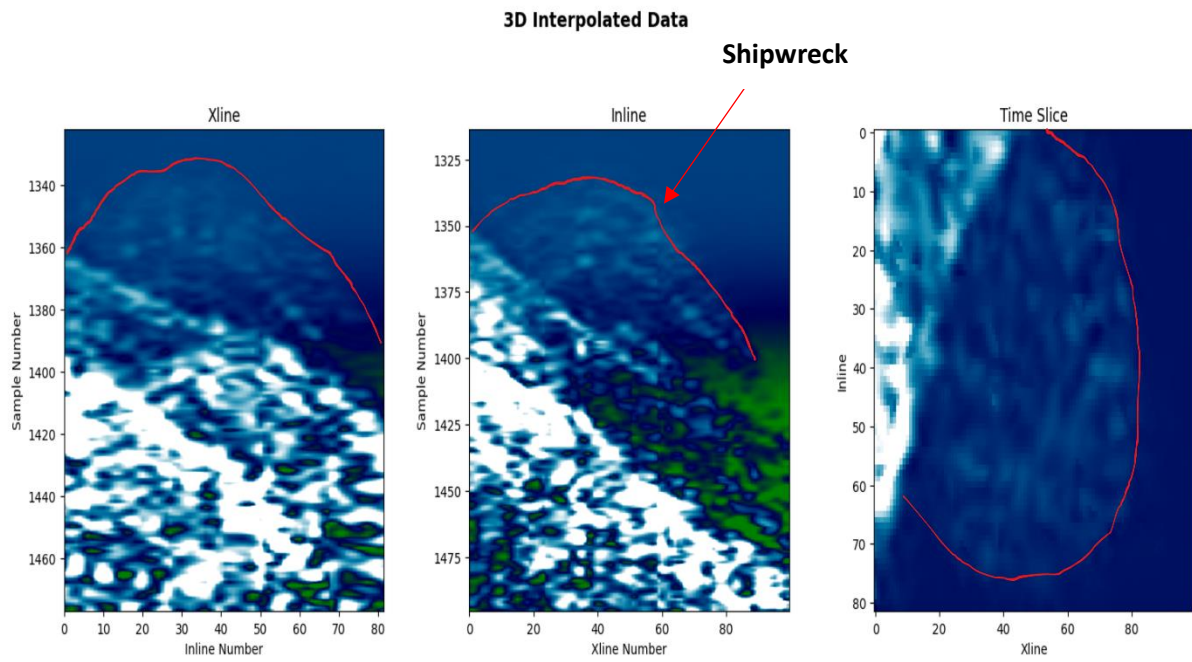 3D Interpolated Data
Shipwreck
Xline
Inline
Time Slice
Sample Number
1340
1360
1380
1400
1420
1440
1460
0 10 20 30 40 50 60 70 80
Inline Number
Sample Number
1325
1350
1375
1400
1425
1450
1475
0 20 40 60 80
Xline Number
Inline
0
10
20
30
40
50
60
70
80
0 20 40 60 80
Xline